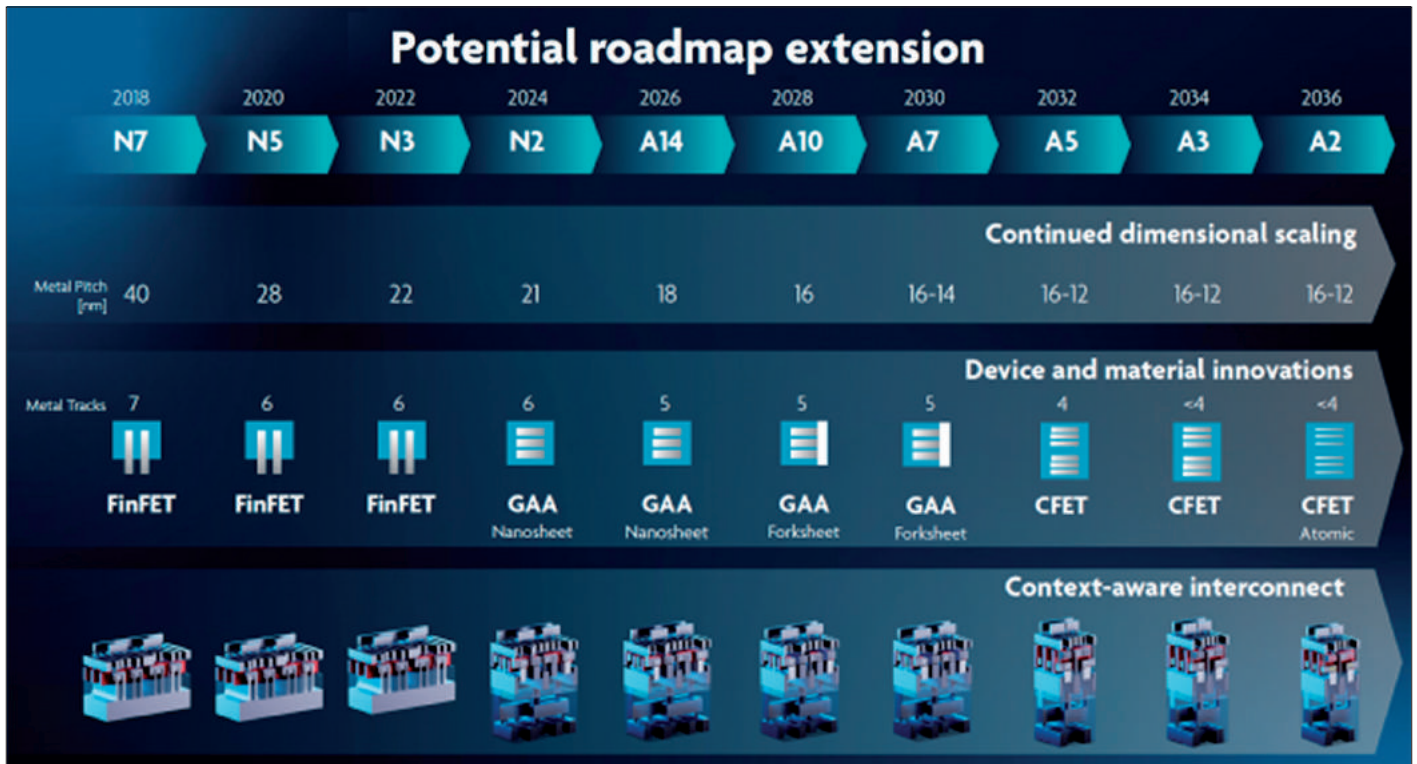 Potential roadmap extension
2018 2020 2022 2024 2026 2028 2030 2032 2034 2036
N7 N5 N3 N2 A14 A10 A7 A5 A3 A2
Continued dimensional scaling
Metal Pitch
[nm]
40 28 22 21 18 16 16-14 16-12 16-12 16-12
Device and material innovations
Metal Tracks 7 6 6 6 5 5 5 4 <4 <4
FinFET FinFET FinFET GAA GAA GAA GAA CFET CFET CFET
Nanosheet Nanosheet Forksheet Forksheet Atomic
Context-aware interconnect